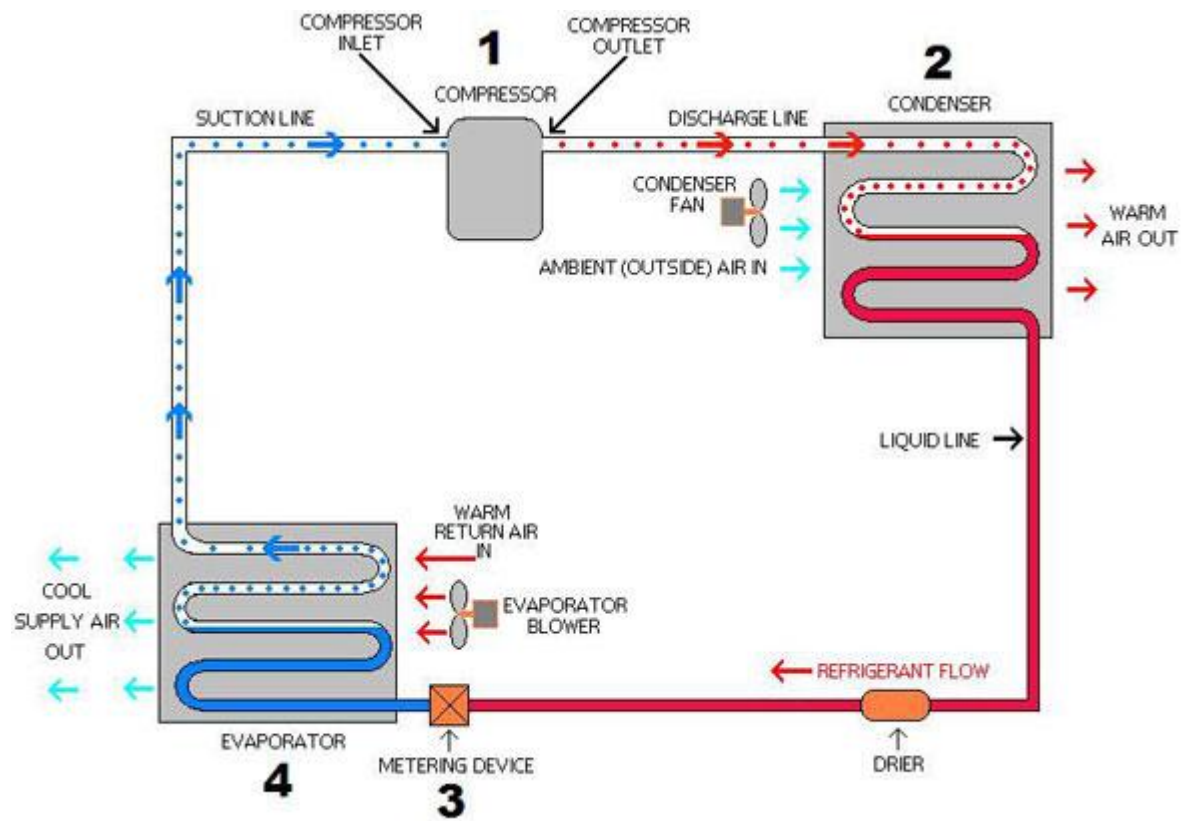 COMPRESSOR
INLET
1
COMPRESSOR
OUTLET
2
COMPRESSOR
CONDENSER
SUCTION LINE
DISCHARGE LINE
CONDENSER
FAN
WARM
AIR OUT
AMBIENT (OUTSIDE) AIR IN
LIQUID LINE
WARM
RETURN AIR
IN
COOL
SUPPLY AIR
OUT
EVAPORATOR
BLOWER
REFRIGERANT FLOW
EVAPORATOR
4
METERING DEVICE
3
DRIER